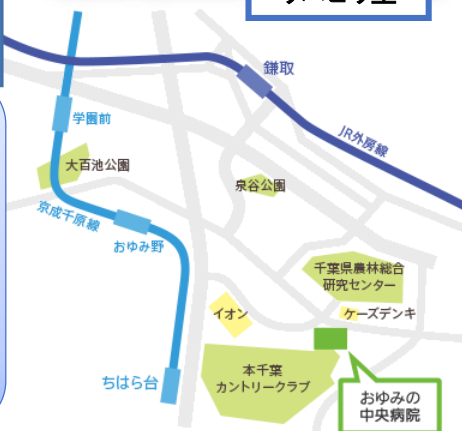 鎌取
学園前
JR外房線
大百池公園
泉谷公園
京成千原線
おゆみ野
千葉県農林総合
研究センター
イオン
ケーズデンキ
ちはら台
本千葉
カントリークラブ
おゆみの
中央病院